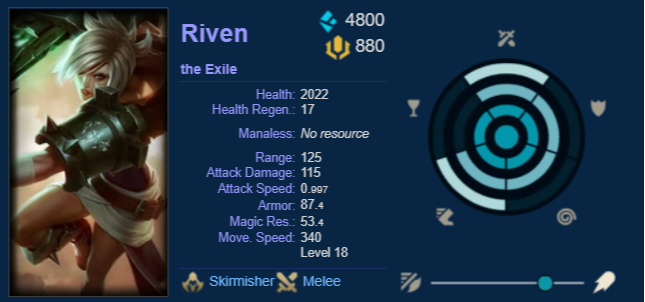 Riven
4800
880
the Exile
Health: 2022
Health Regen.: 17
Manaless: No resource
Range: 125
Attack Damage: 115
Attack Speed: 0.997
Armor: 87.4
Magic Res.: 53.4
Move. Speed: 340
Level 18
Skirmisher Melee